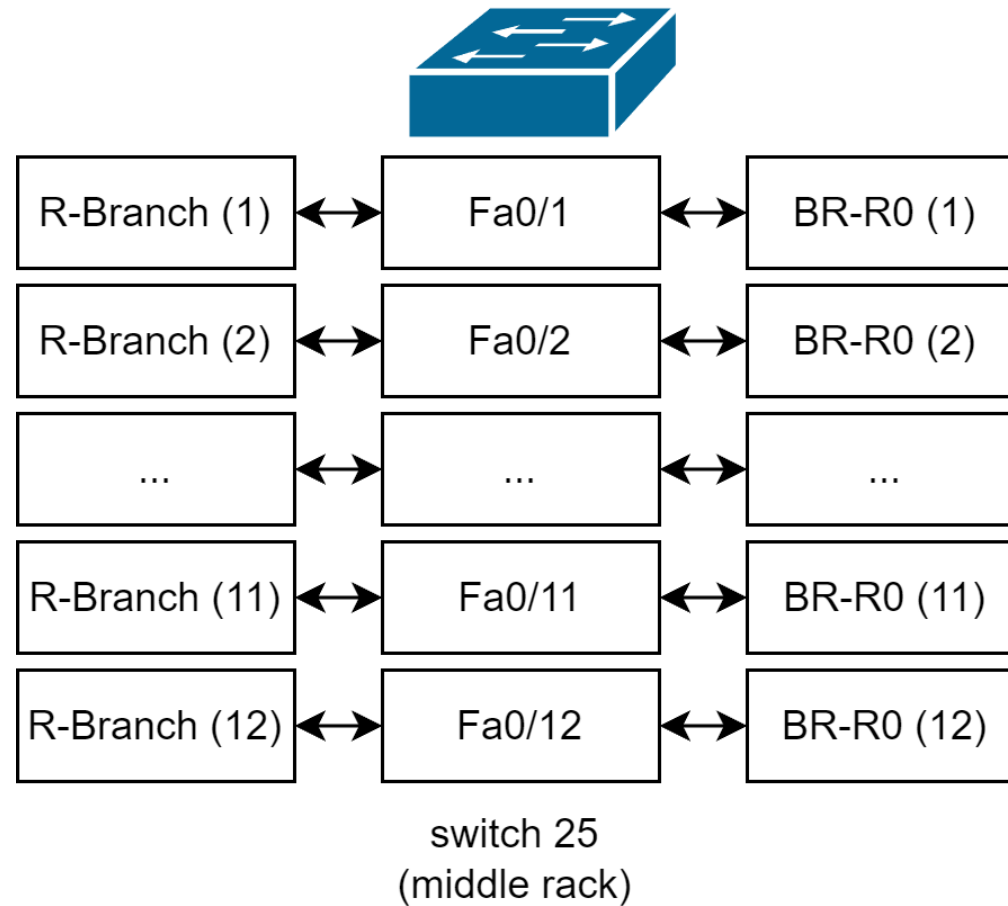 R-Branch (1) Fa0/1 BR-R0 (1)
R-Branch (2) Fa0/2 BR-R0 (2)
... ... ...
R-Branch (11) Fa0/11 BR-R0 (11)
R-Branch (12) Fa0/12 BR-R0 (12)
switch 25
(middle rack)